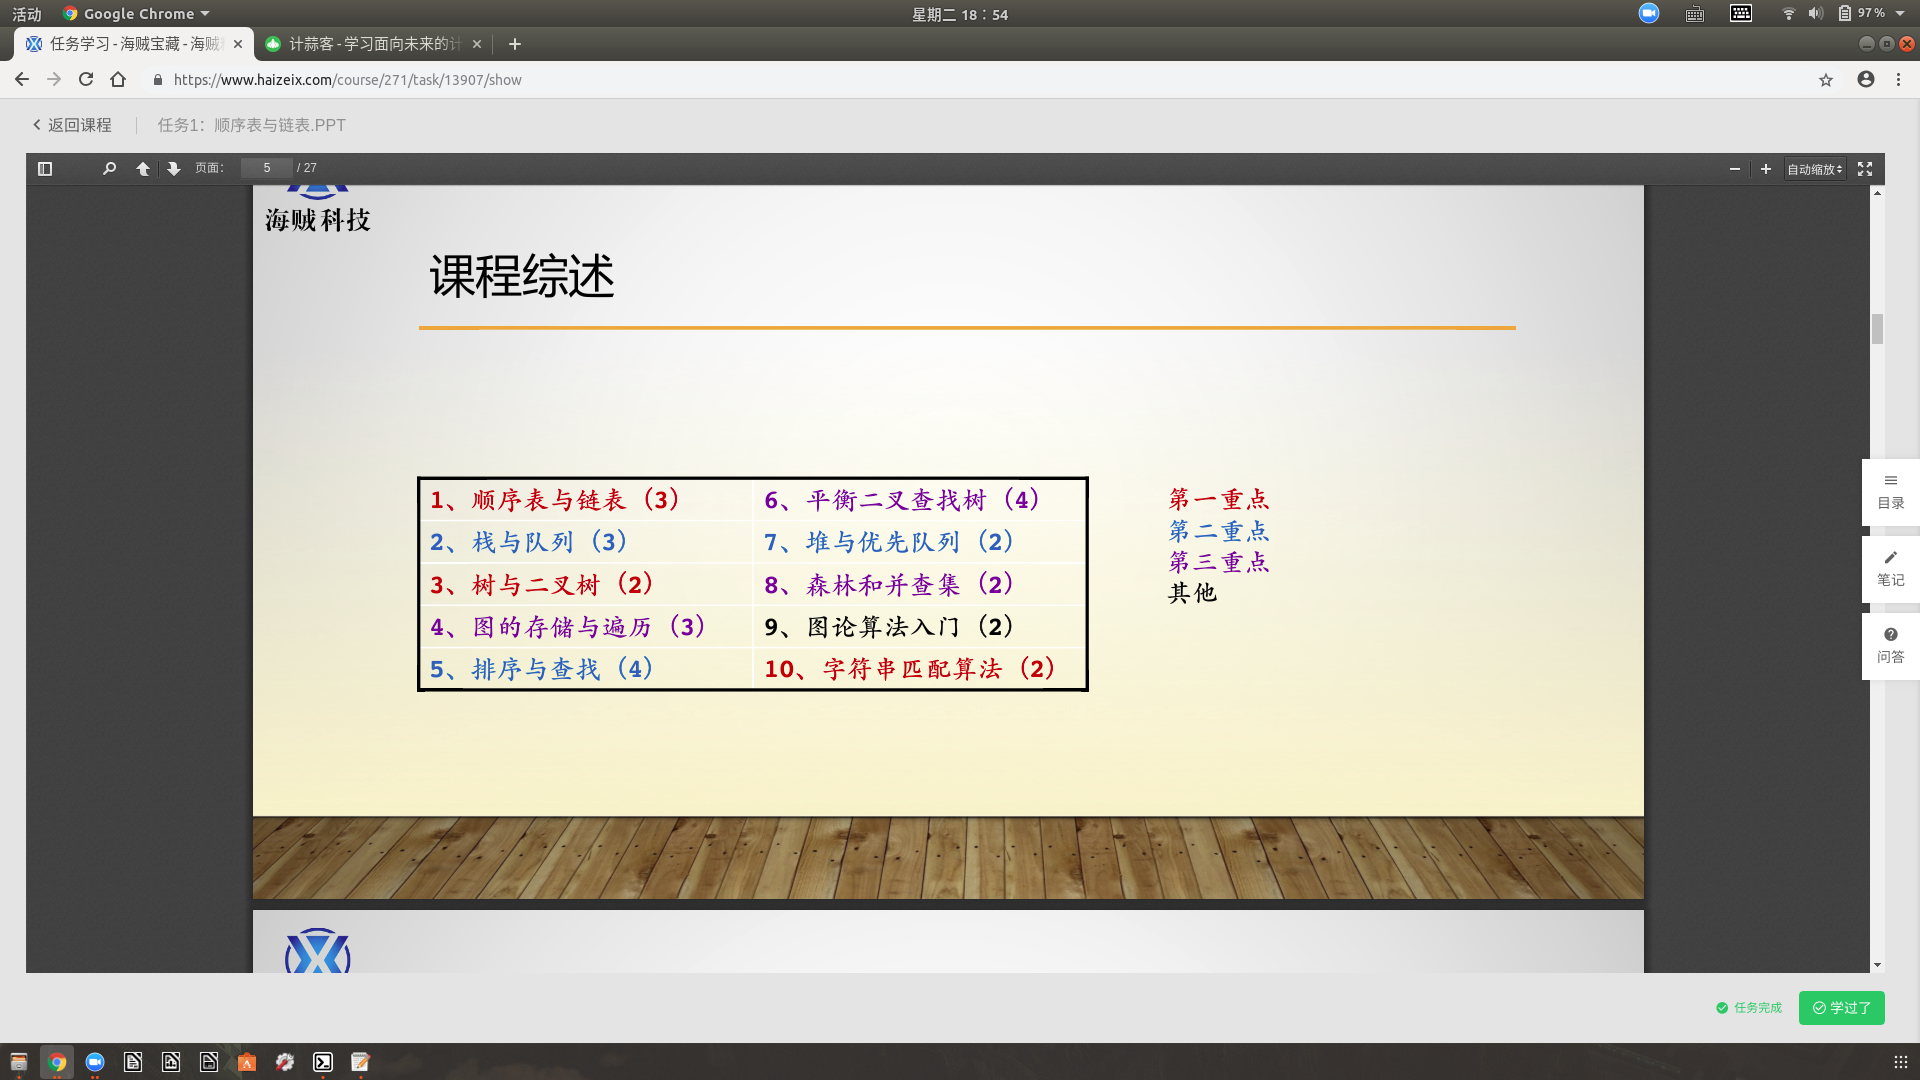 活动
Google Chrome
星期二 18：54
97%
任务学习 - 海贼宝藏 - 海贼
计蒜客 - 学习面向未来的计
https://www.haizeix.com/course/271/task/13907/show
返回课程
任务1：顺序表与链表.PPT
页面：
5
/ 27
自动缩放
海贼科技
课程综述
1、顺序表与链表（3）
6、平衡二叉查找树（4）
2、栈与队列（3）
7、堆与优先队列（2）
3、树与二叉树（2）
8、森林和并查集（2）
4、图的存储与遍历（3）
9、图论算法入门（2）
5、排序与查找（4）
10、字符串匹配算法（2）
第一重点
第二重点
第三重点
其他
目录
笔记
问答
任务完成
学过了